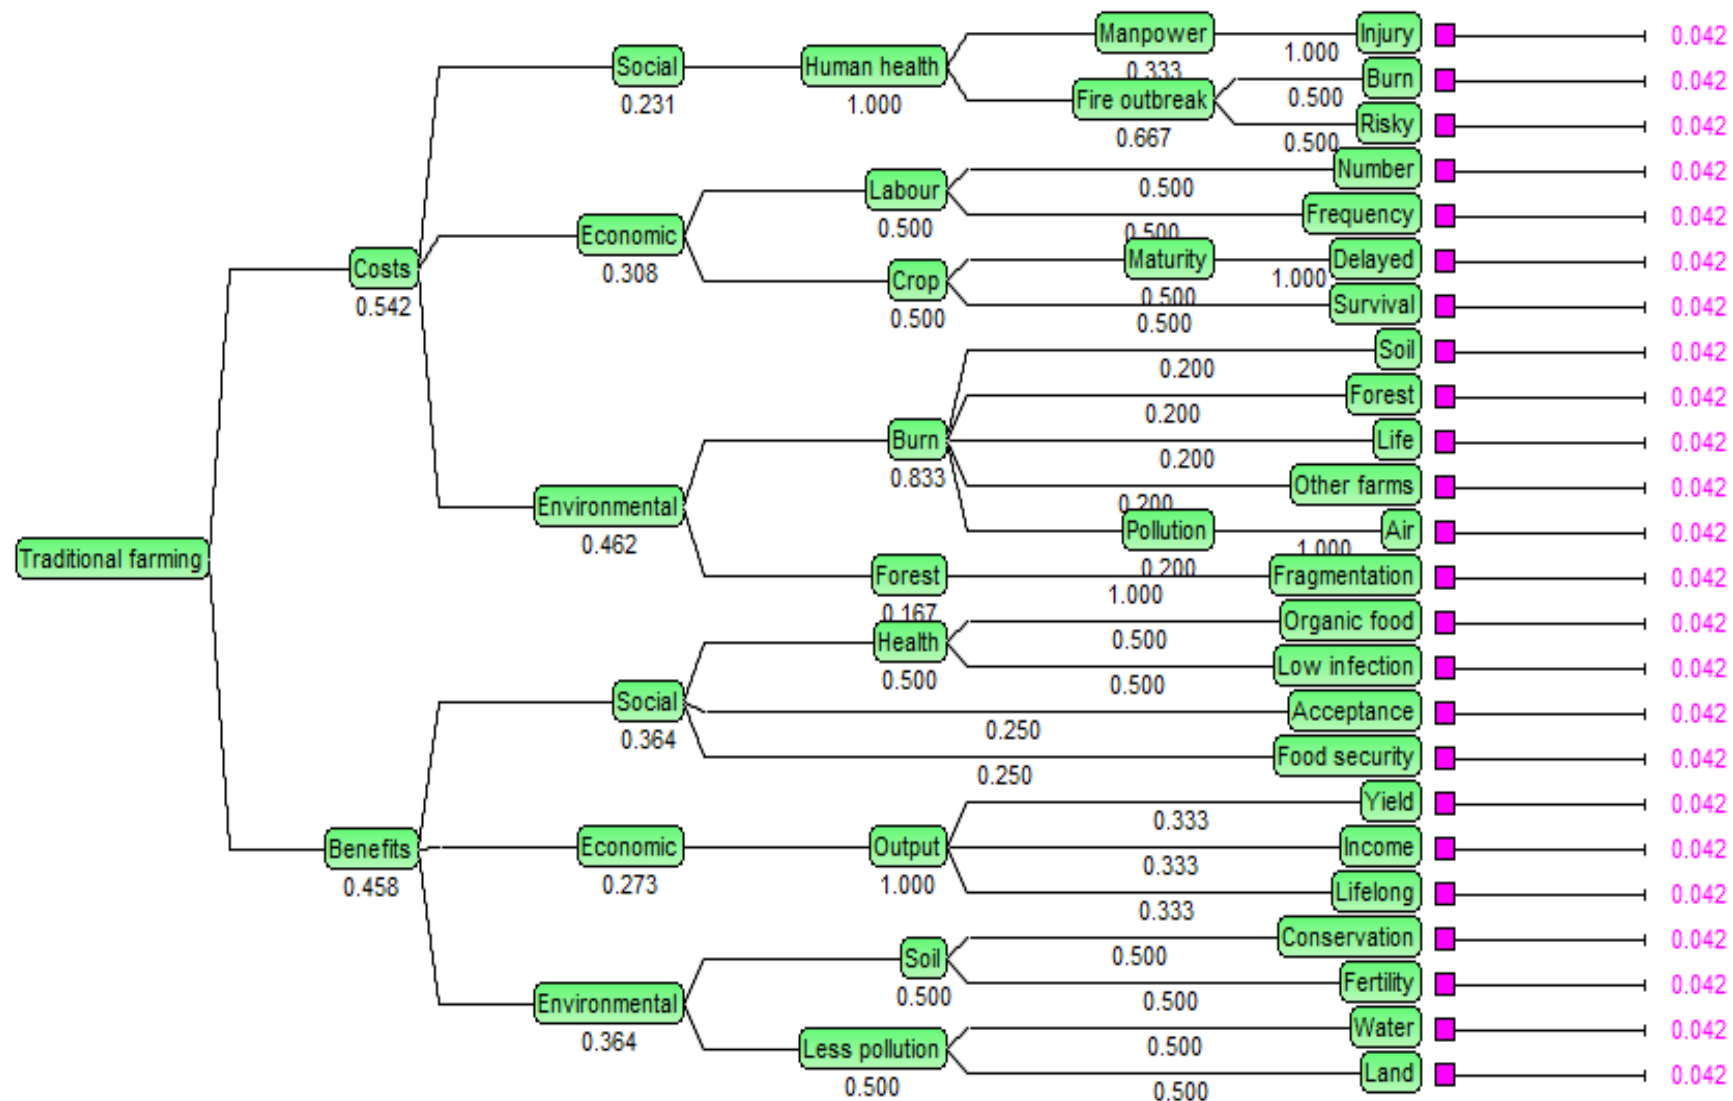 Manpower Injury 0.042
Social Human health 0.333 1.000
0.231 1.000 Fire outbreak Burn 0.042
0.667 0.500
Risky 0.042
0.500
Labour Number 0.042
0.500 0.500
Economic Frequency 0.042
0.308 0.500
Costs Crop Maturity Delayed 0.042
0.542 0.500 0.500 1.000
Survival 0.042
0.500
Soil 0.042
0.200
Forest 0.042
0.200
Burn Life 0.042
0.833 0.200
Environmental Other farms 0.042
0.462 0.200
Pollution Air 0.042
0.200 1.000
Traditional farming
Forest Fragmentation 0.042
0.167 1.000
Health Organic food 0.042
0.500 0.500
Low infection 0.042
0.500
Social Acceptance 0.042
0.364 0.250
Food security 0.042
0.250
Yield 0.042
0.333
Benefits Economic Output Income 0.042
0.458 0.273 1.000 0.333
Lifelong 0.042
0.333
Soil Conservation 0.042
0.500 0.500
Environmental Fertility 0.042
0.364 0.500
Less pollution Water 0.042
0.500 0.500
Land 0.042
0.500